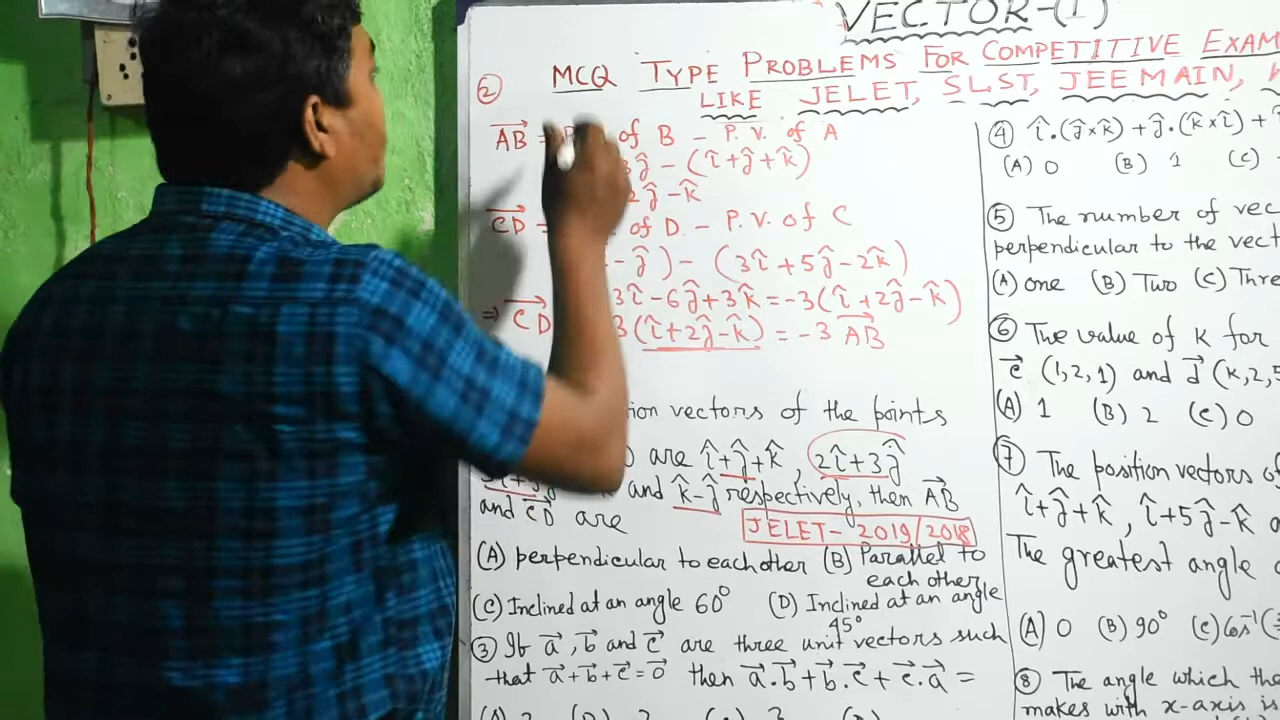 VECTOR-(1)
MCQ TYPE PROBLEMS FOR COMPETITIVE EXAM
LIKE JELET, SLST, JEE MAIN,
②
AB⃗ = P of B - P.V. of A
3ĵ - (î+ĵ+k̂)
2ĵ - k̂
CD⃗ = of D - P.V. of C
- ĵ) - (3î+5ĵ-2k̂)
3î-6ĵ+3k̂ = -3(î+2ĵ-k̂)
⇒ CD⃗ 3(î+2ĵ-k̂) = -3 AB⃗
vectors of the points
are î+ĵ+k̂, 2î+3ĵ
k̂ and k̂-ĵ respectively, then AB⃗
and CD⃗ are
JELET- 2019/2018
(A) perpendicular to each other (B) Parallel to
each other
(C) Inclined at an angle 60° (D) Inclined at an angle
45°
③ If a⃗, b⃗ and c⃗ are three unit vectors such
that a⃗+b⃗+c⃗=0⃗ then a⃗.b⃗+b⃗.c⃗+c⃗.a⃗ =
④ î.(ĵ×k̂)+ĵ.(k̂×î)+
(A) 0 (B) 1 (C)
⑤ The number of vec
perpendicular to the vect
(A) one (B) Two (C) Thre
⑥ The value of K for
c⃗ (1,2,1) and d⃗ (K,2,5
(A) 1 (B) 2 (C) 0
⑦ The position vectors of
î+ĵ+k̂, î+5ĵ-k̂ a
The greatest angle
(A) 0 (B) 90° (C) cos⁻¹(
⑧ The angle which the
makes with x-axis is